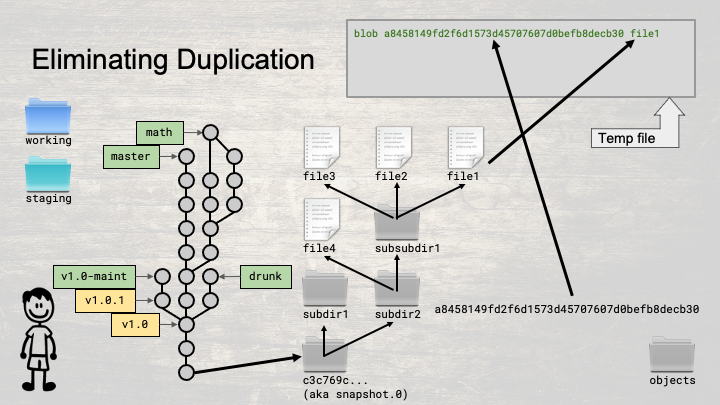 Eliminating Duplication
blob a8458149fd2f6d1573d45707607d0befb8decb30 file1
Temp file
working
staging
math
master
file3
file2
file1
file4
subsubdir1
v1.0-maint
drunk
v1.0.1
v1.0
subdir1
subdir2
a8458149fd2f6d1573d45707607d0befb8decb30
c3c769c...
(aka snapshot.0)
objects